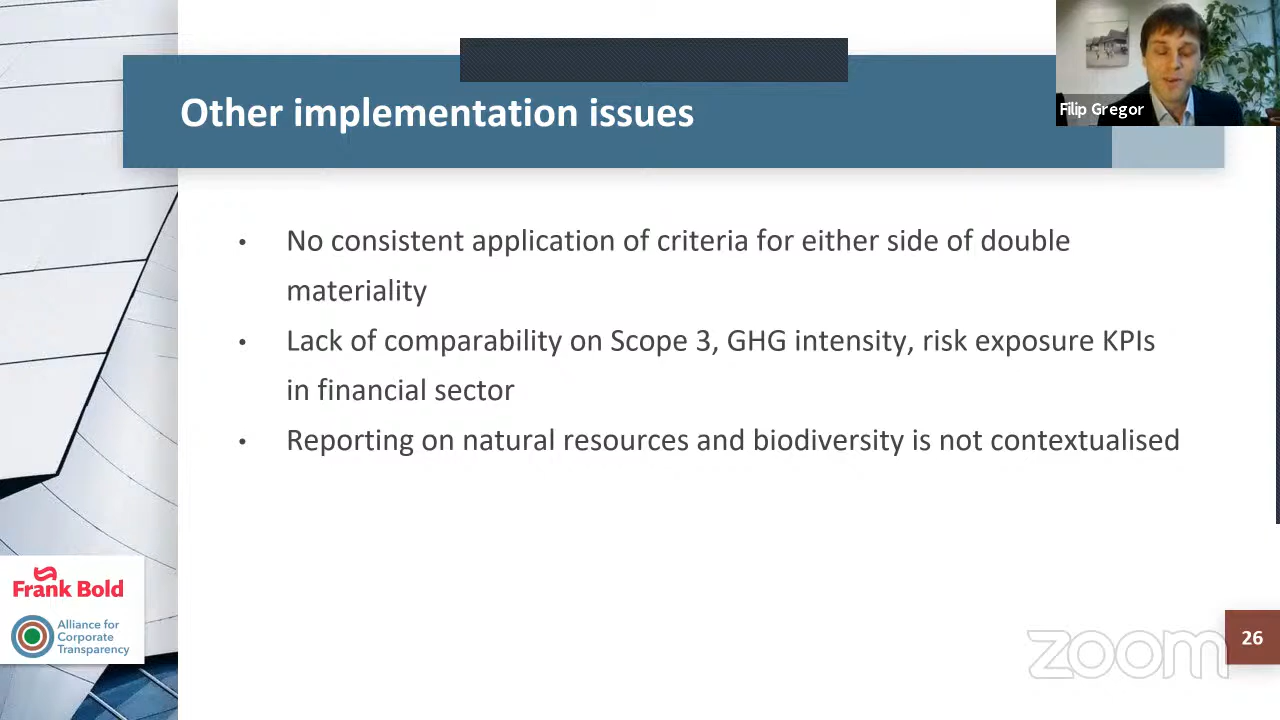 Other implementation issues
Filip Gregor
• No consistent application of criteria for either side of double
materiality
• Lack of comparability on Scope 3, GHG intensity, risk exposure KPIs
in financial sector
• Reporting on natural resources and biodiversity is not contextualised
Frank Bold
Alliance for
Corporate
Transparency
zoom
26